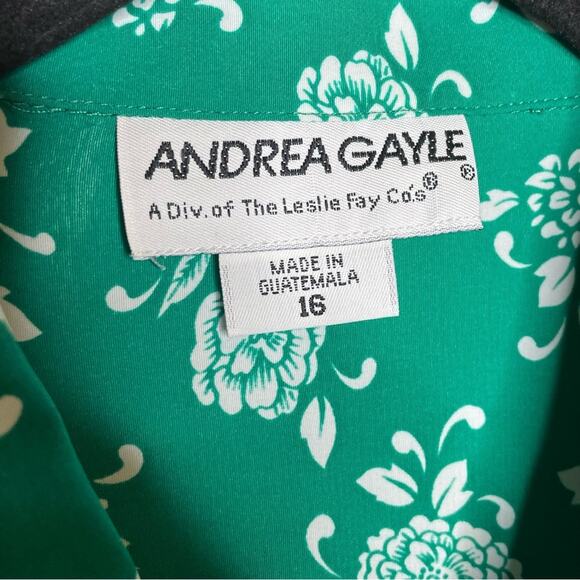 ANDREA GAYLE®
A Div. of The Leslie Fay Co's®
MADE IN
GUATEMALA
16